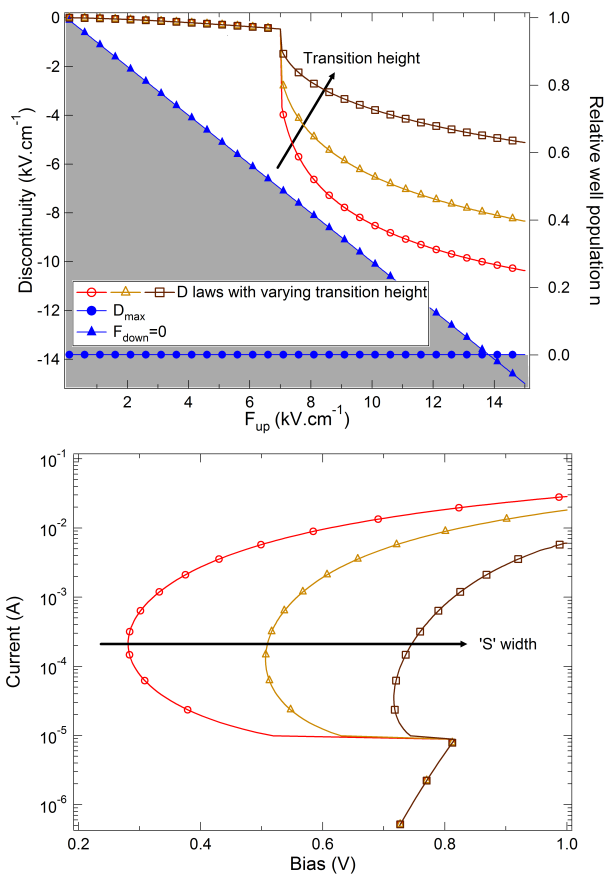 0
-2
-4
-6
-8
-10
-12
-14
Discontinuity (kV.cm⁻¹)
1.0
0.8
0.6
0.4
0.2
0.0
Relative well population n
Transition height
D laws with varying transition height
Dmax
Fdown=0
2 4 6 8 10 12 14
Fup (kV.cm⁻¹)
10⁻¹
10⁻²
10⁻³
10⁻⁴
10⁻⁵
10⁻⁶
Current (A)
'S' width
0.2 0.4 0.6 0.8 1.0
Bias (V)